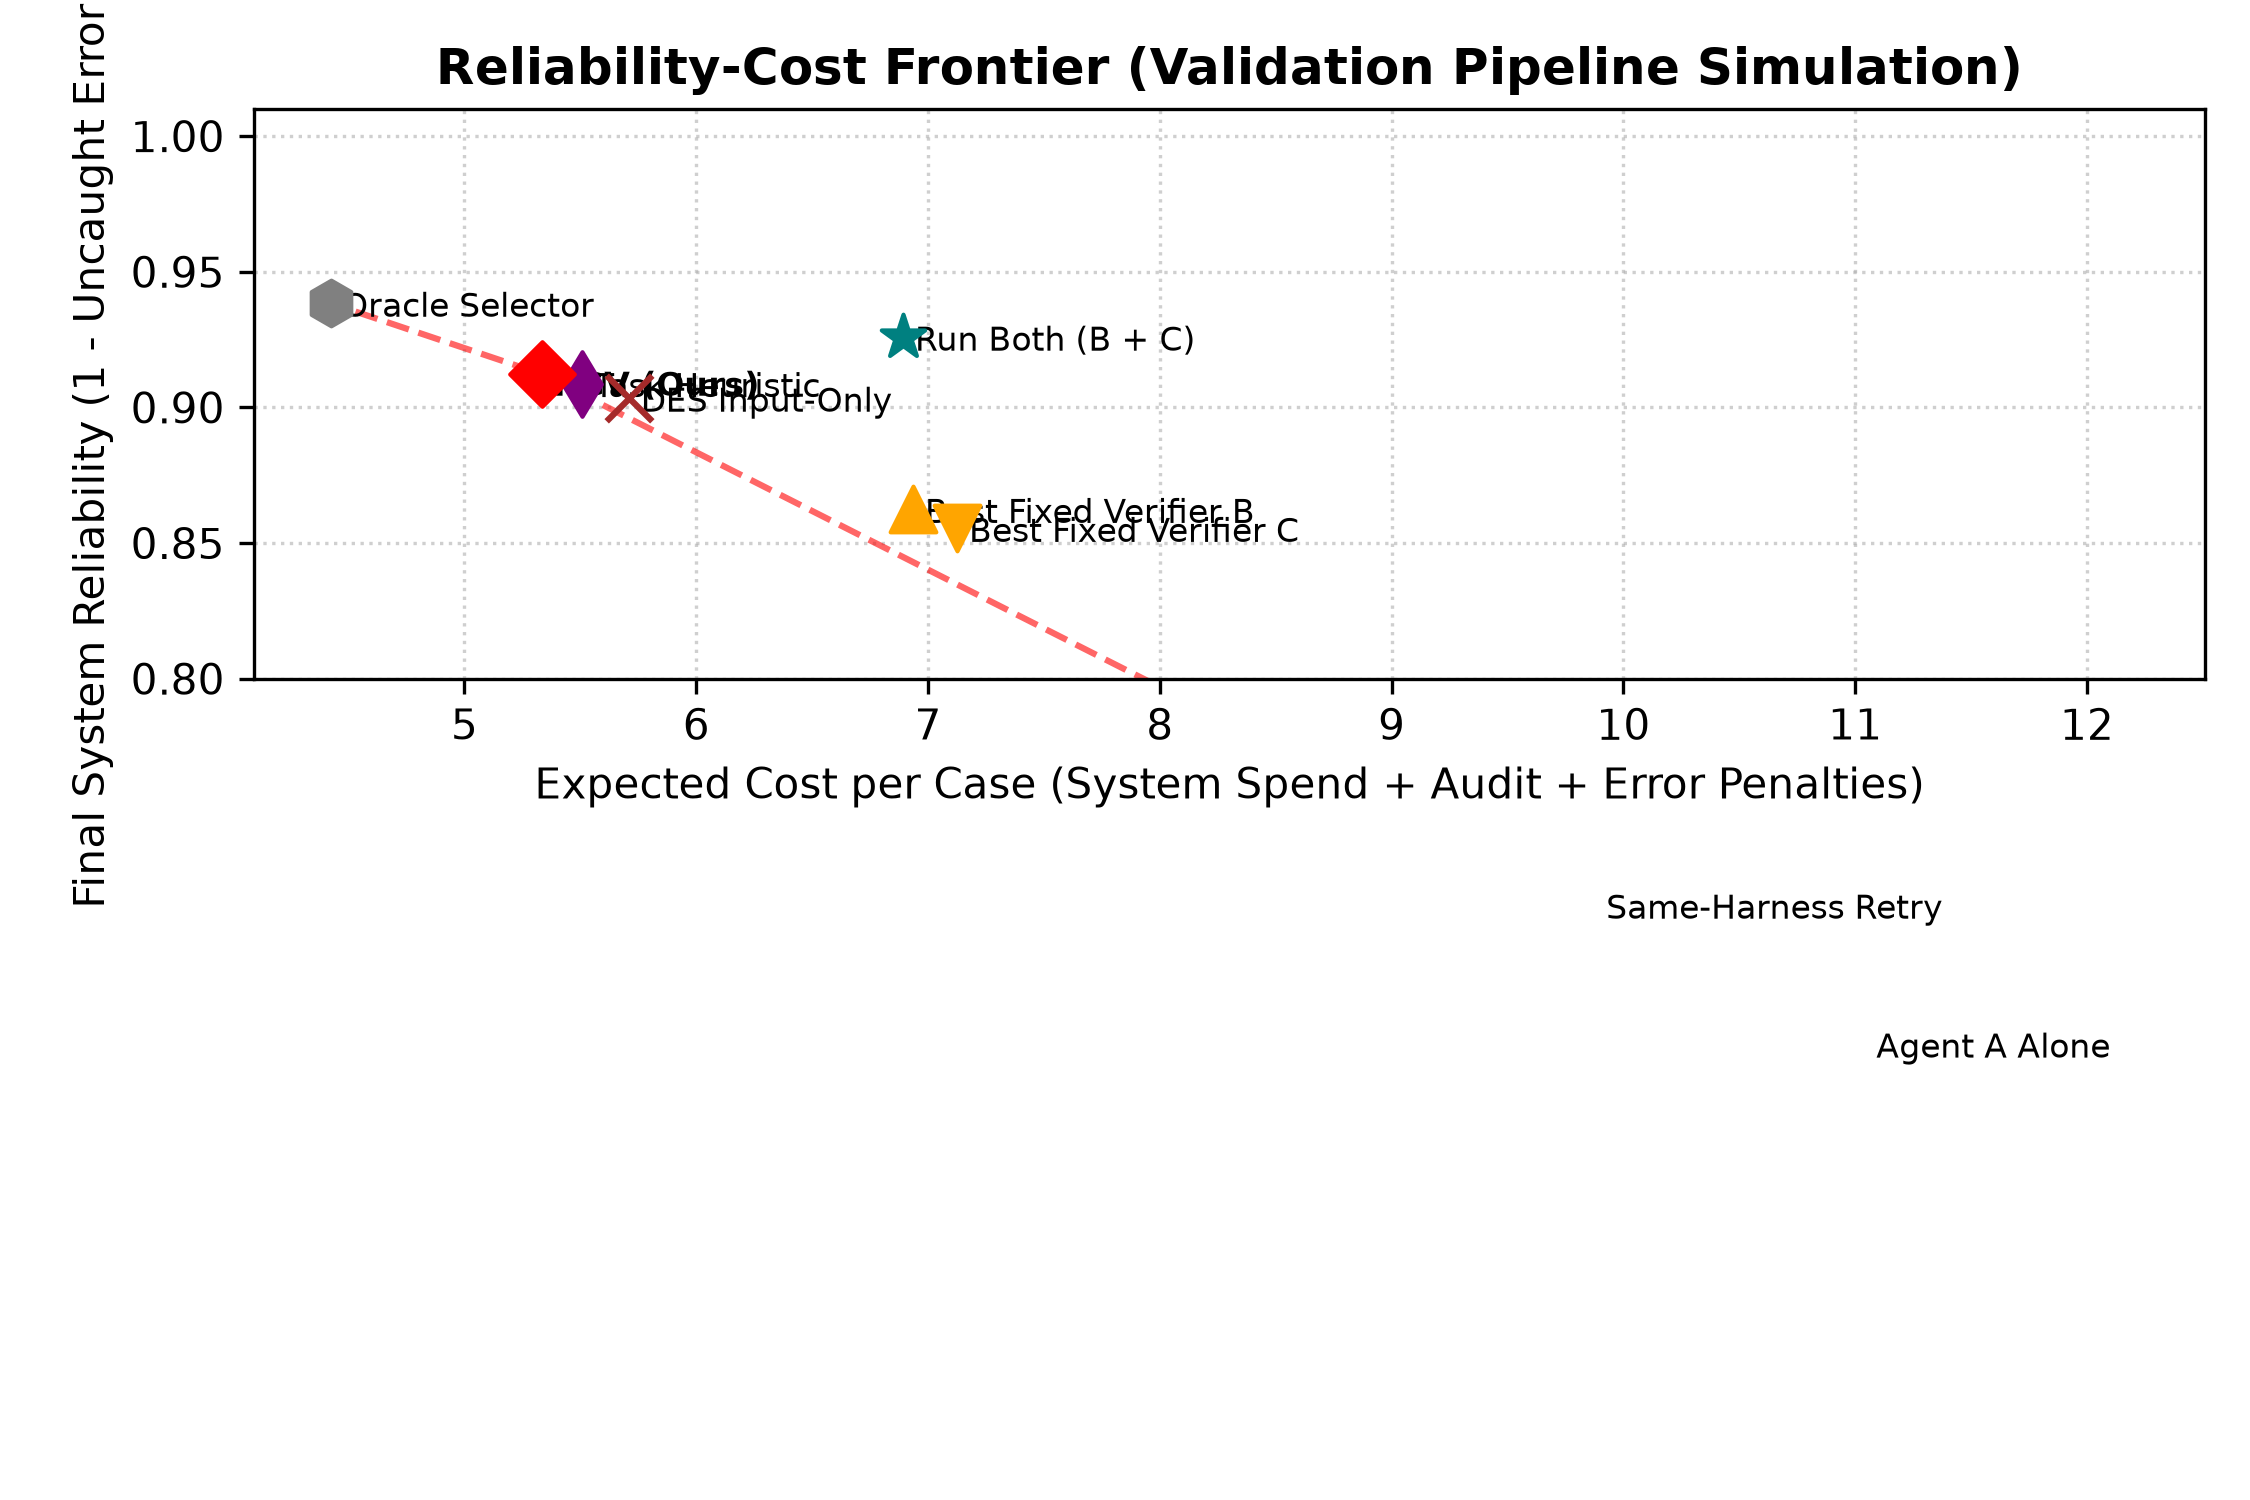 Reliability-Cost Frontier (Validation Pipeline Simulation)
Final System Reliability (1 - Uncaught Error
1.00
0.95
0.90
0.85
0.80
Oracle Selector
Run Both (B + C)
(Ours)
DES Input-Only
Best Fixed Verifier B
Best Fixed Verifier C
5 6 7 8 9 10 11 12
Expected Cost per Case (System Spend + Audit + Error Penalties)
Same-Harness Retry
Agent A Alone